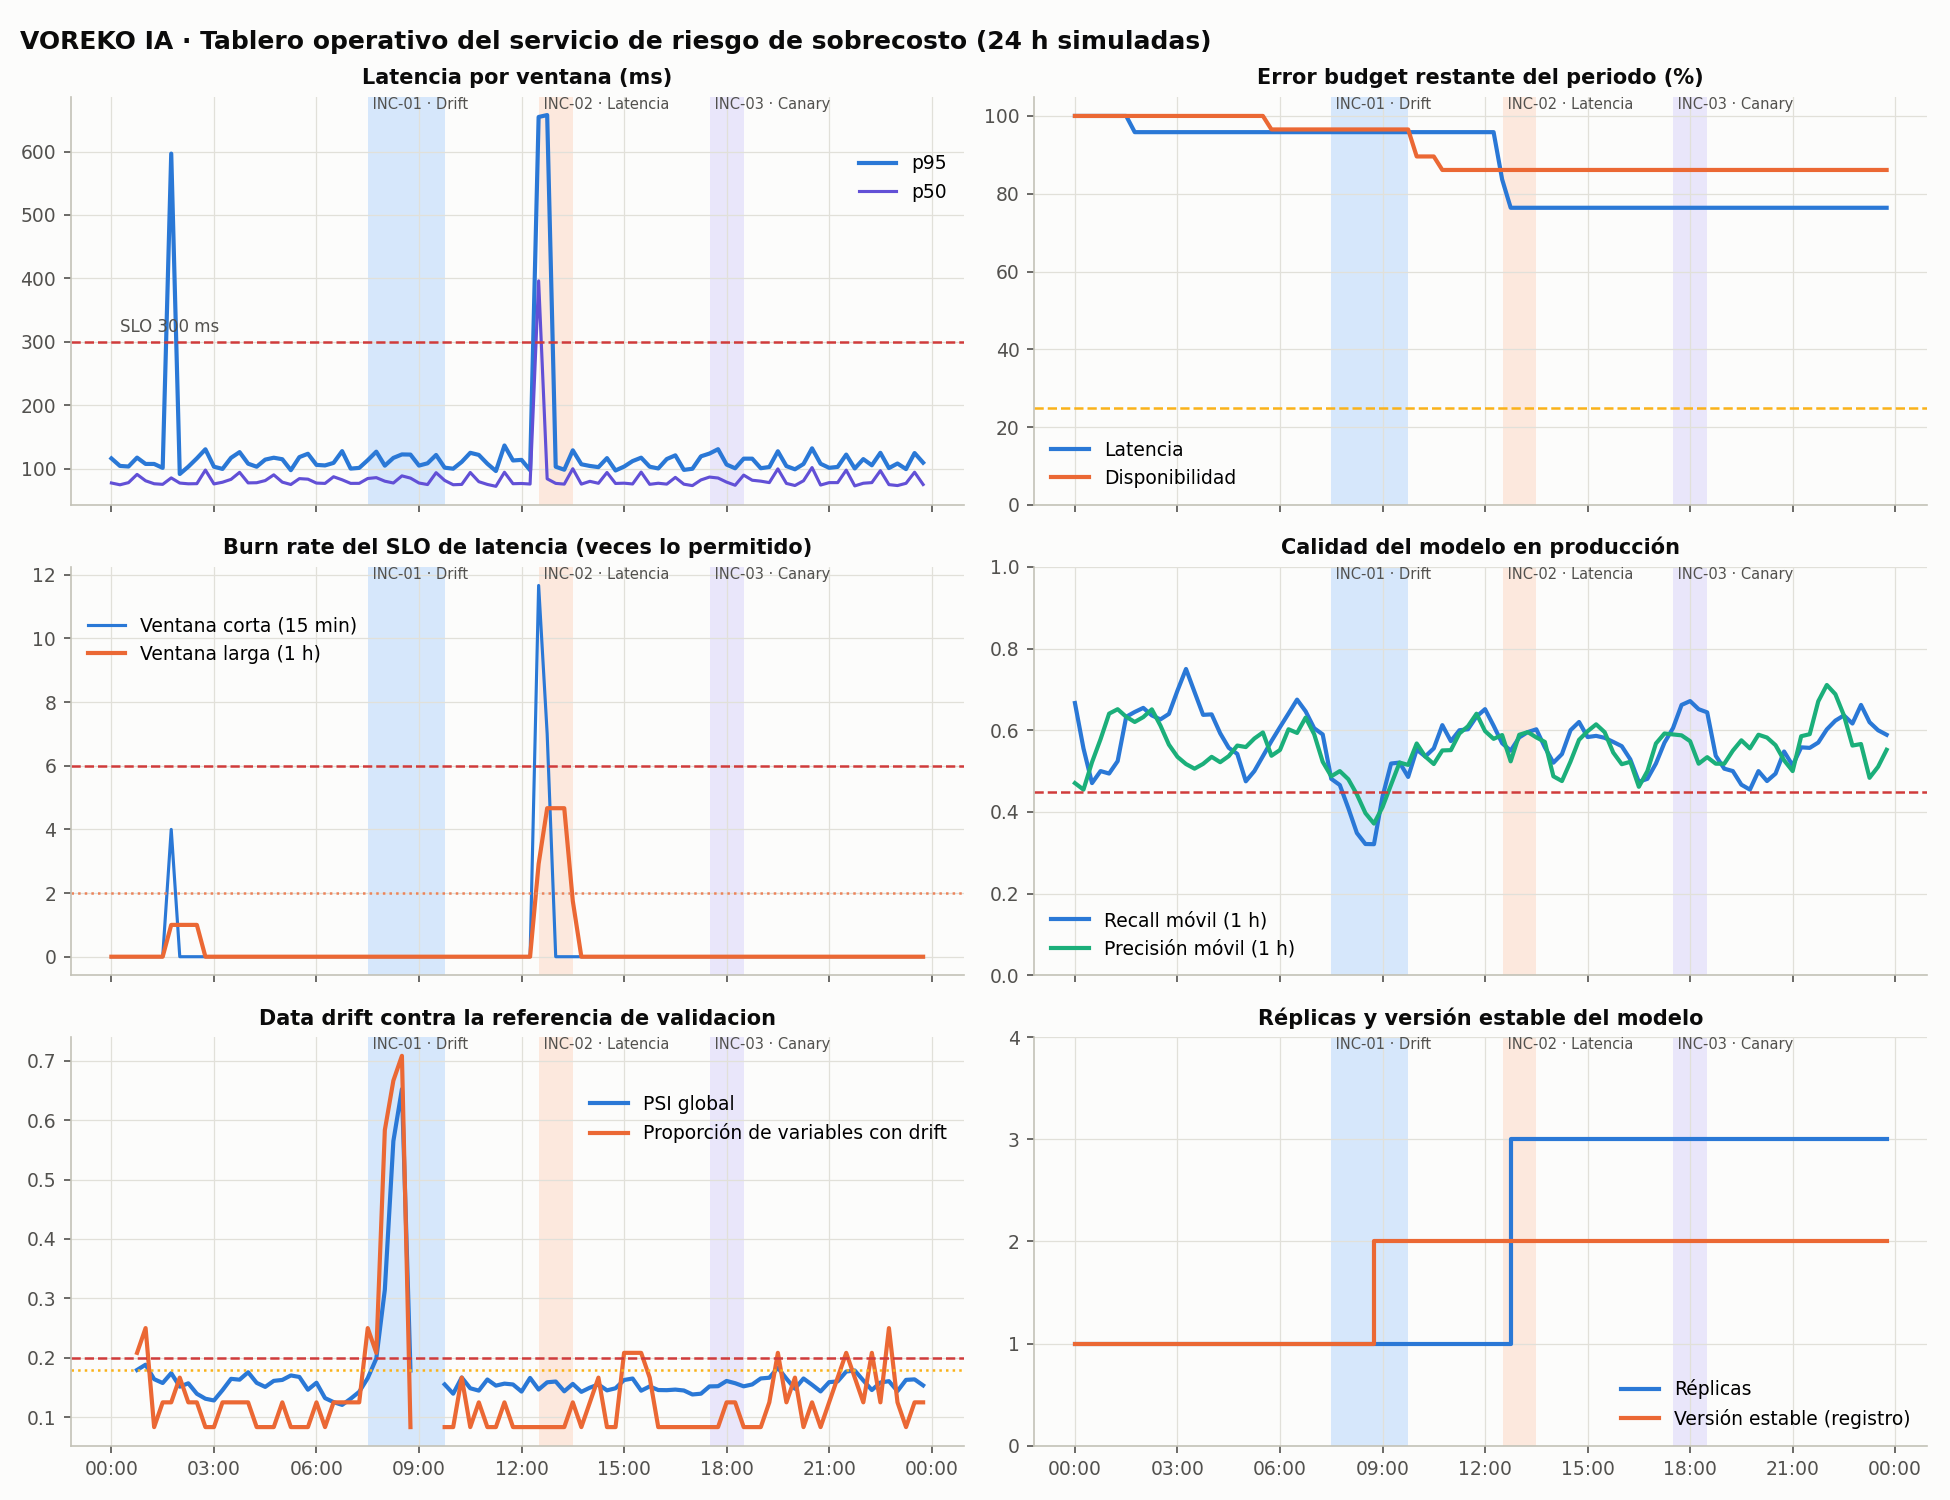 VOREKO IA · Tablero operativo del servicio de riesgo de sobrecosto (24 h simuladas)
Latencia por ventana (ms)
INC-01 · Drift
INC-02 · Latencia
INC-03 · Canary
600
500
400
300
200
100
SLO 300 ms
p95
p50
Error budget restante del periodo (%)
INC-01 · Drift
INC-02 · Latencia
INC-03 · Canary
100
80
60
40
20
0
Latencia
Disponibilidad
Burn rate del SLO de latencia (veces lo permitido)
INC-01 · Drift
INC-02 · Latencia
INC-03 · Canary
12
10
8
6
4
2
0
Ventana corta (15 min)
Ventana larga (1 h)
Calidad del modelo en producción
INC-01 · Drift
INC-02 · Latencia
INC-03 · Canary
1.0
0.8
0.6
0.4
0.2
0.0
Recall móvil (1 h)
Precisión móvil (1 h)
Data drift contra la referencia de validacion
INC-01 · Drift
INC-02 · Latencia
INC-03 · Canary
0.7
0.6
0.5
0.4
0.3
0.2
0.1
PSI global
Proporción de variables con drift
00:00 03:00 06:00 09:00 12:00 15:00 18:00 21:00 00:00
Réplicas y versión estable del modelo
INC-01 · Drift
INC-02 · Latencia
INC-03 · Canary
4
3
2
1
0
Réplicas
Versión estable (registro)
00:00 03:00 06:00 09:00 12:00 15:00 18:00 21:00 00:00